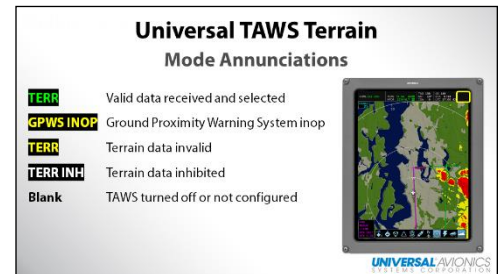 Universal TAWS Terrain
Mode Annunciations
TERR Valid data received and selected
GPWS INOP Ground Proximity Warning System inop
TERR Terrain data invalid
TERR INH Terrain data inhibited
Blank TAWS turned off or not configured
UNIVERSAL AVIONICS
SYSTEMS CORPORATION